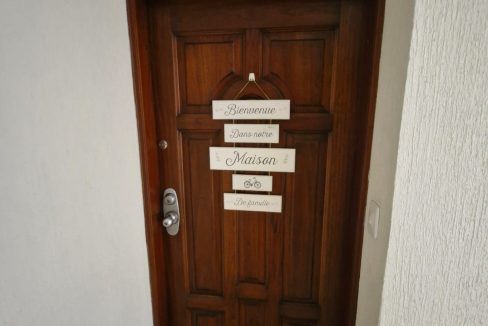 Bienvenue
Dans notre
Maison
De famille